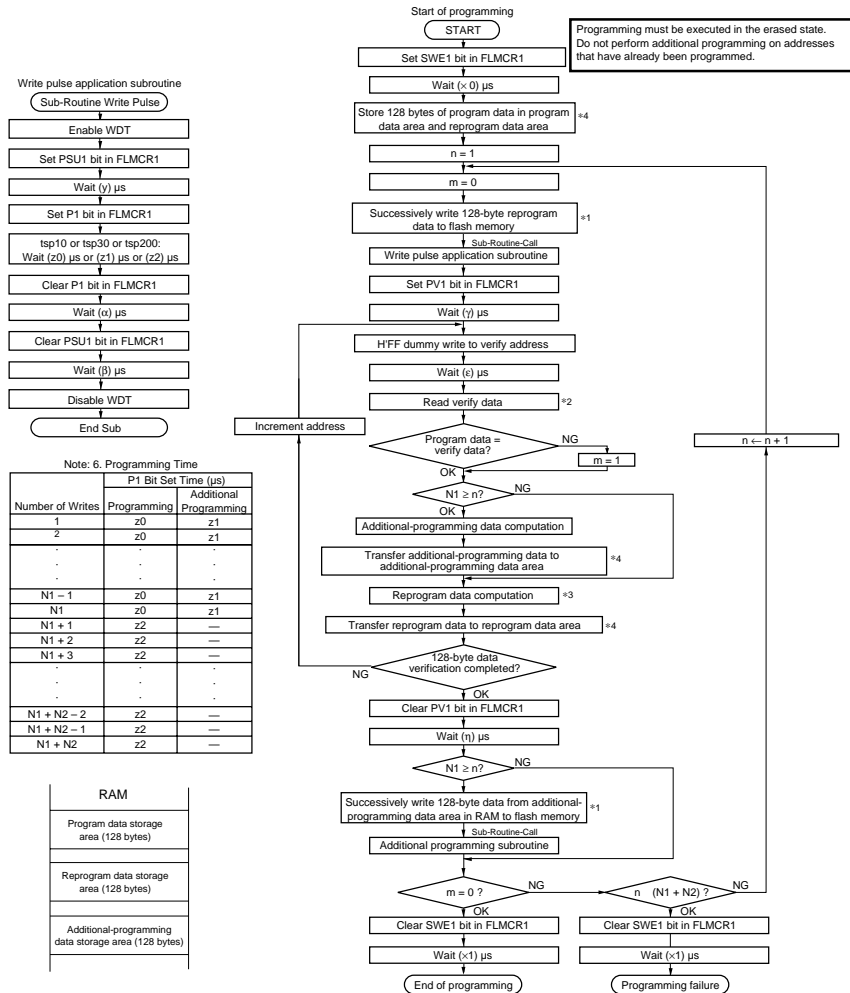 Start of programming
START
Set SWE1 bit in FLMCR1
Wait (×0) µs
Store 128 bytes of program data in program
data area and reprogram data area
*4
n = 1
m = 0
Successively write 128-byte reprogram
data to flash memory
*1
Sub-Routine-Call
Write pulse application subroutine
Set PV1 bit in FLMCR1
Wait (γ) µs
H'FF dummy write to verify address
Wait (ε) µs
Read verify data
*2
Program data =
verify data?
NG
m = 1
OK
N1 ≥ n?
NG
OK
Additional-programming data computation
Transfer additional-programming data to
additional-programming data area
*4
Reprogram data computation
*3
Transfer reprogram data to reprogram data area
*4
128-byte data
verification completed?
NG
OK
Increment address
Clear PV1 bit in FLMCR1
Wait (η) µs
N1 ≥ n?
NG
OK
Successively write 128-byte data from additional-
programming data area in RAM to flash memory
*1
Sub-Routine-Call
Additional programming subroutine
m = 0 ?
NG
OK
Clear SWE1 bit in FLMCR1
Wait (×1) µs
End of programming
n (N1 + N2) ?
NG
OK
Clear SWE1 bit in FLMCR1
Wait (×1) µs
Programming failure
n ← n + 1
Programming must be executed in the erased state.
Do not perform additional programming on addresses
that have already been programmed.
Write pulse application subroutine
Sub-Routine Write Pulse
Enable WDT
Set PSU1 bit in FLMCR1
Wait (y) µs
Set P1 bit in FLMCR1
tsp10 or tsp30 or tsp200:
Wait (z0) µs or (z1) µs or (z2) µs
Clear P1 bit in FLMCR1
Wait (α) µs
Clear PSU1 bit in FLMCR1
Wait (β) µs
Disable WDT
End Sub
Note: 6. Programming Time
P1 Bit Set Time (µs)
Number of Writes Programming Additional
Programming
1 z0 z1
2 z0 z1
. . .
. . .
. . .
N1 – 1 z0 z1
N1 z0 z1
N1 + 1 z2 —
N1 + 2 z2 —
N1 + 3 z2 —
. . .
. . .
. . .
N1 + N2 – 2 z2 —
N1 + N2 – 1 z2 —
N1 + N2 z2 —
RAM
Program data storage
area (128 bytes)
Reprogram data storage
area (128 bytes)
Additional-programming
data storage area (128 bytes)